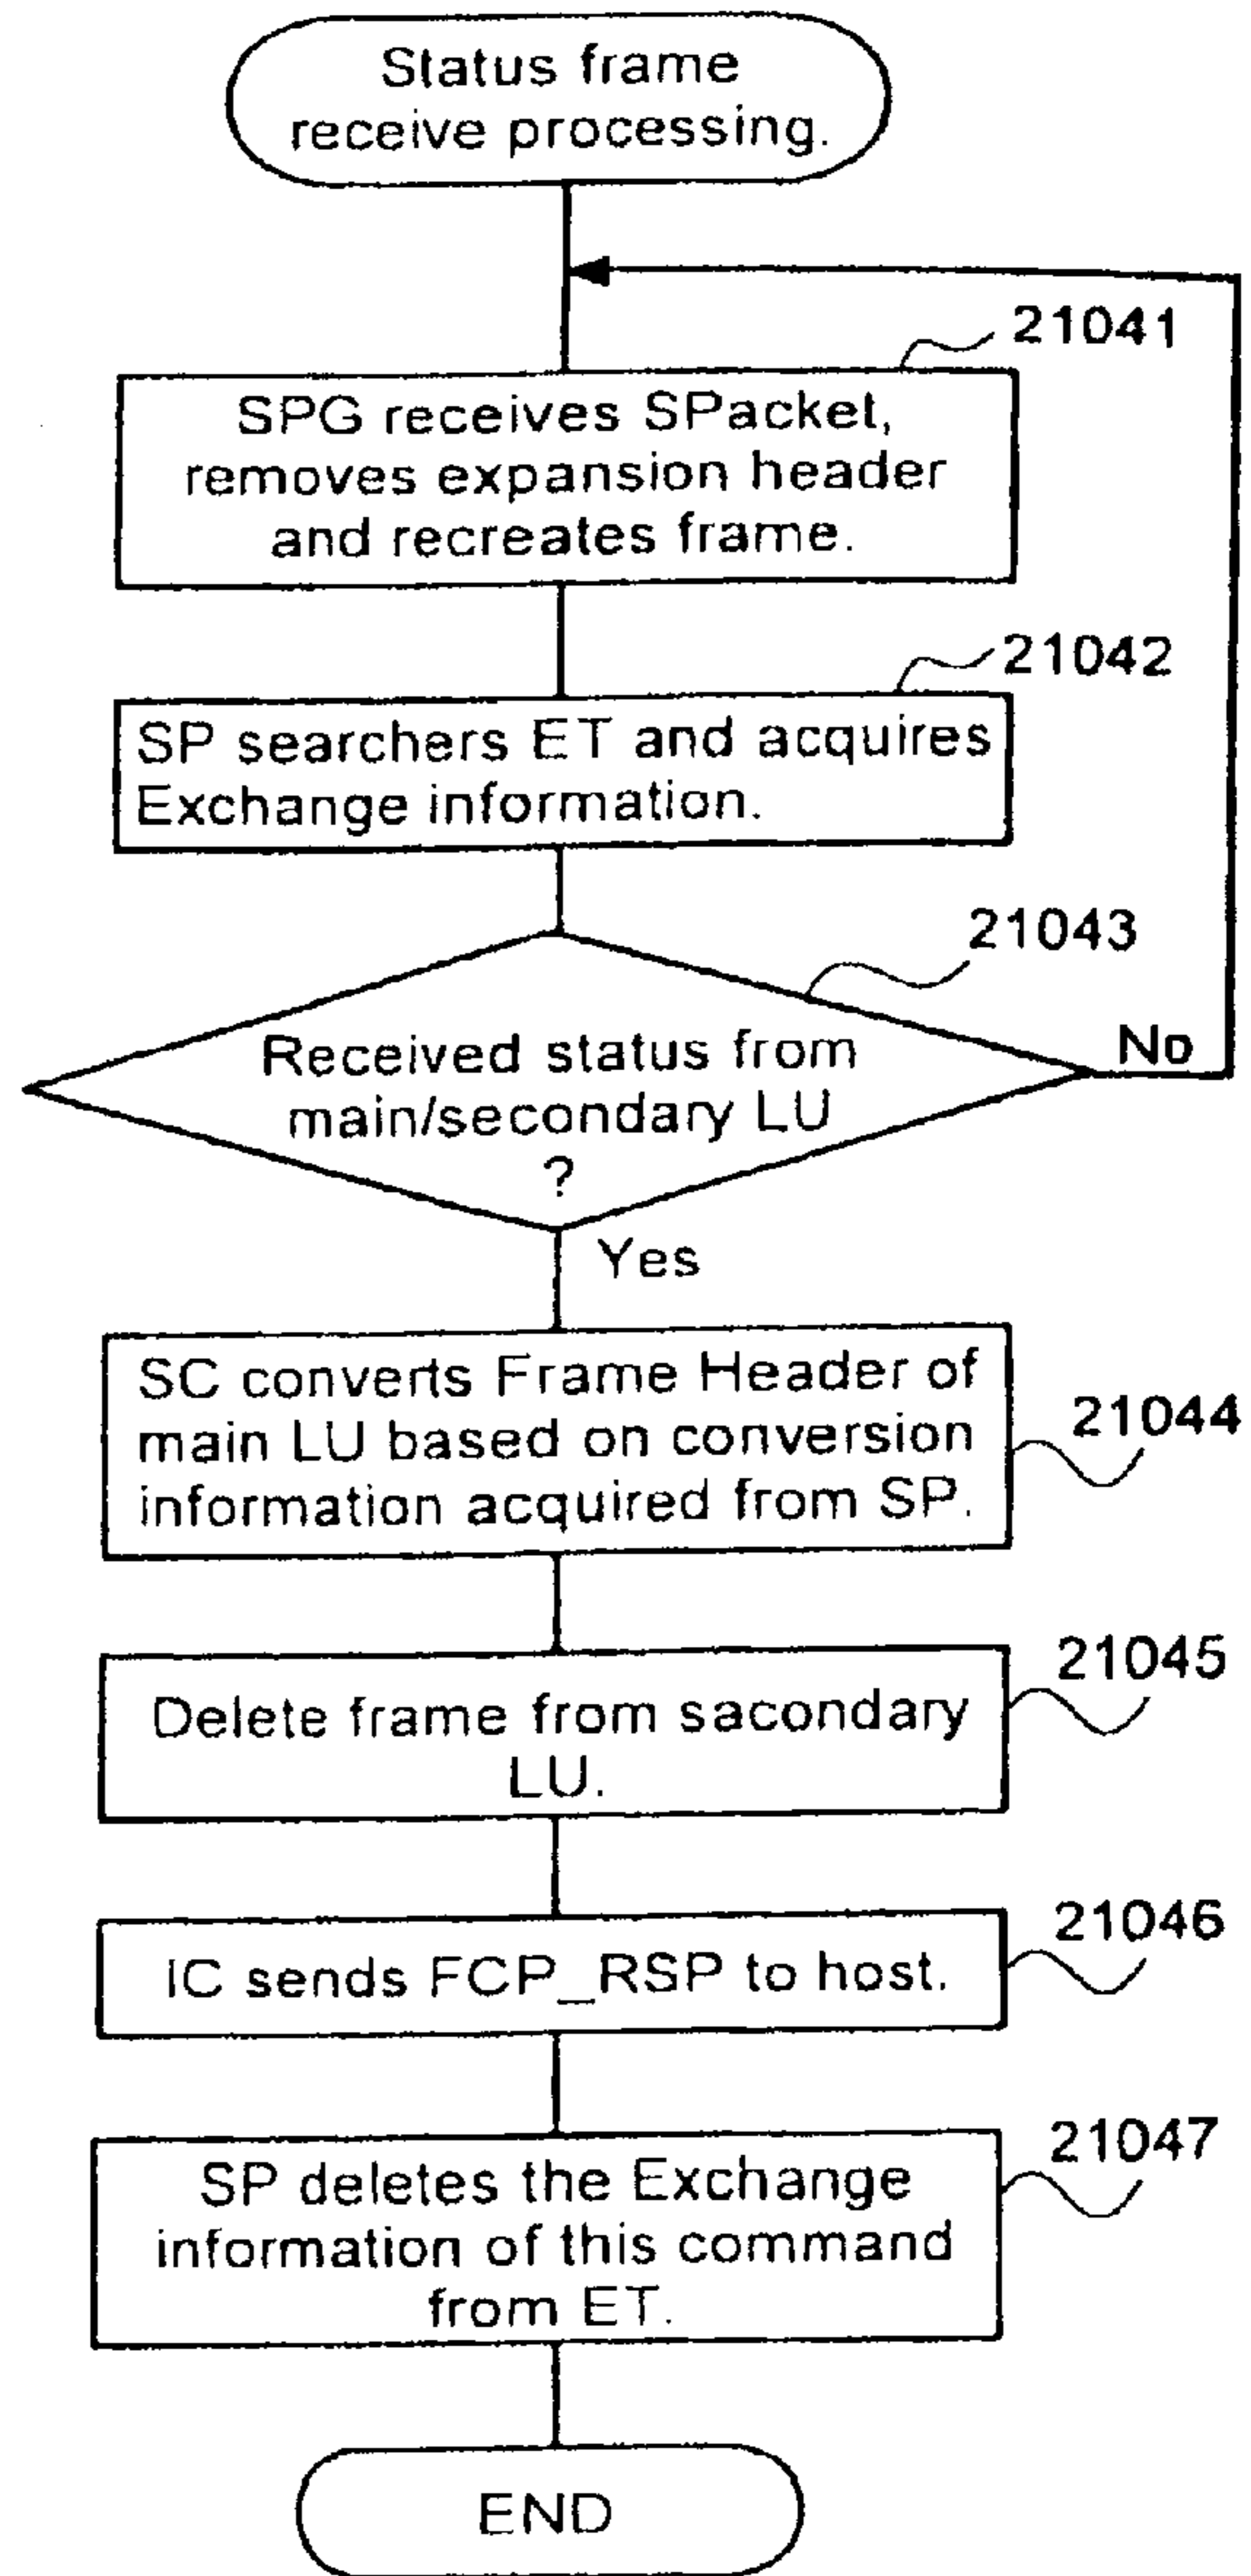 Status frame
receive processing.
21041
SPG receives SPacket,
removes expansion header
and recreates frame.
21042
SP searchers ET and acquires
Exchange information.
21043
Received status from
main/secondary LU
?
No
Yes
SC converts Frame Header of
main LU based on conversion
information acquired from SP.
21044
Delete frame from sacondary
LU.
21045
IC sends FCP_RSP to host.
21046
SP deletes the Exchange
information of this command
from ET.
21047
END